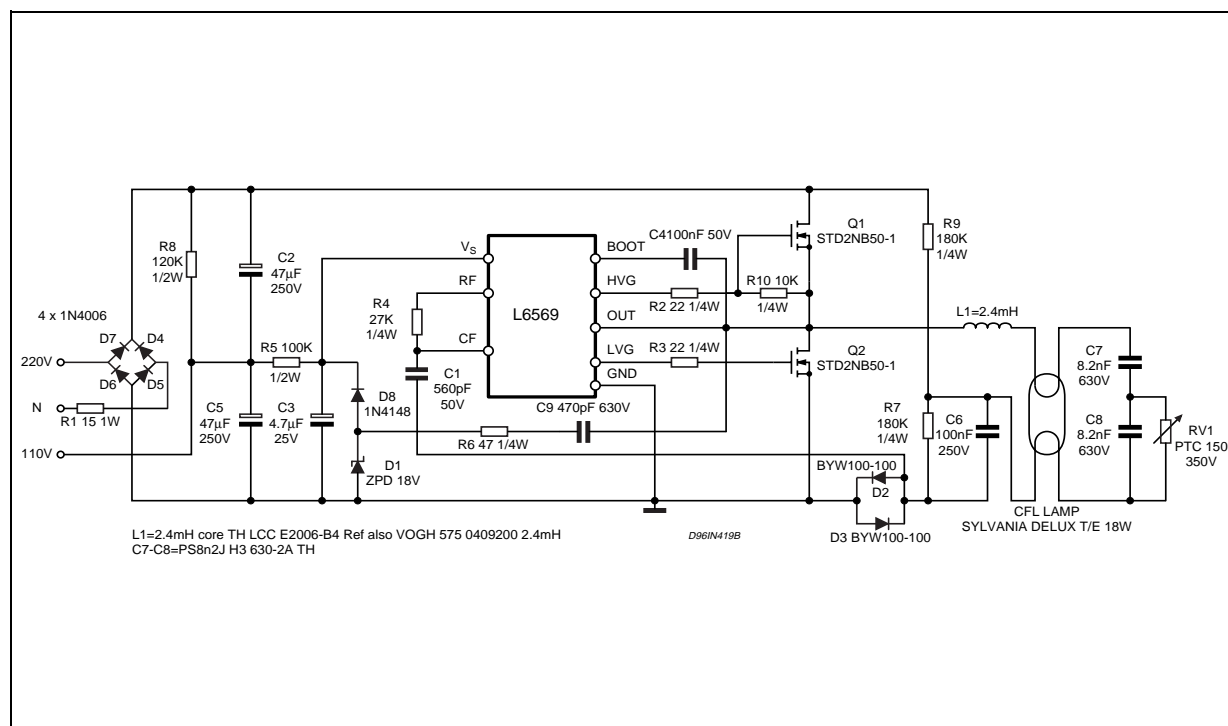 R8
120K
1/2W
C2
47µF
250V
4 x 1N4006
D7
D4
D6
D5
220V
N
R1 15 1W
110V
C5
47µF
250V
R5 100K
1/2W
C3
4.7µF
25V
VS
RF
CF
R4
27K
1/4W
C1
560pF
50V
D8
1N4148
D1
ZPD 18V
L6569
BOOT
HVG
OUT
LVG
GND
C4100nF 50V
R2 22 1/4W
R10 10K
1/4W
R3 22 1/4W
C9 470pF 630V
R6 47 1/4W
Q1
STD2NB50-1
Q2
STD2NB50-1
R9
180K
1/4W
L1=2.4mH
R7
180K
1/4W
C6
100nF
250V
BYW100-100
D2
D3 BYW100-100
C7
8.2nF
630V
C8
8.2nF
630V
RV1
PTC 150
350V
CFL LAMP
SYLVANIA DELUX T/E 18W
L1=2.4mH core TH LCC E2006-B4 Ref also VOGH 575 0409200 2.4mH
C7-C8=PS8n2J H3 630-2A TH
D96IN419B